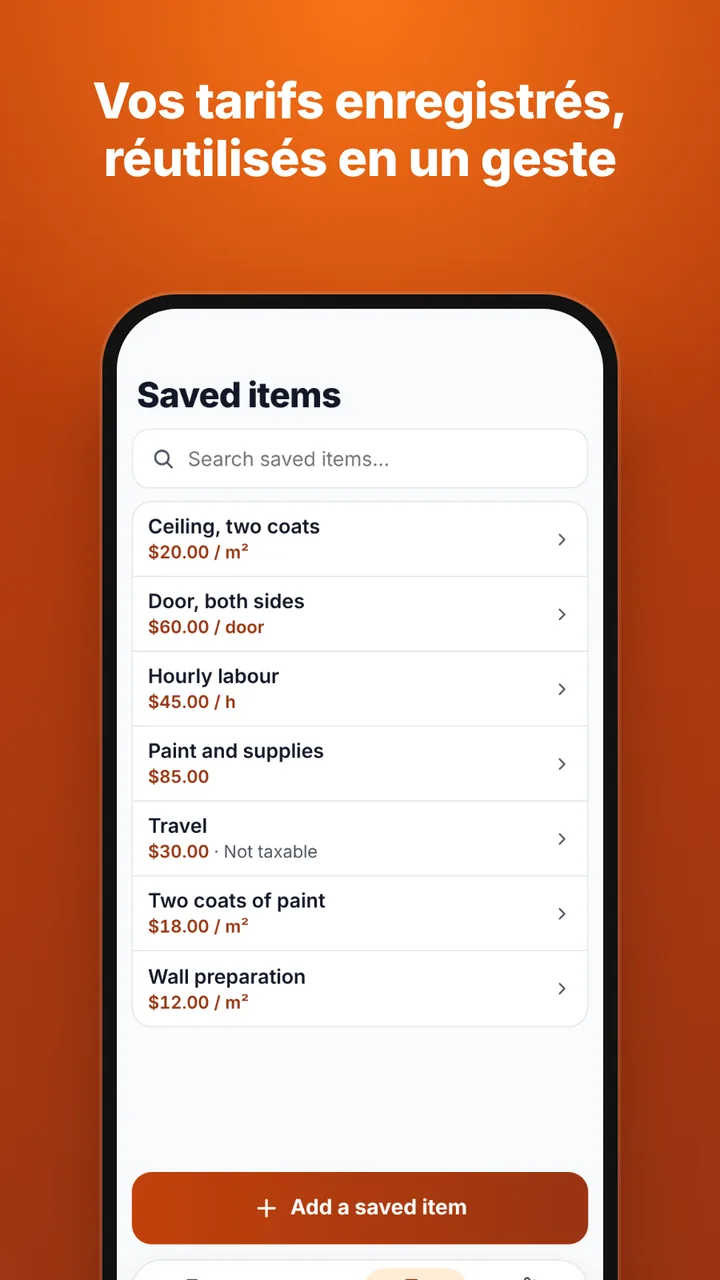 Vos tarifs enregistrés,
réutilisés en un geste
Saved items
Search saved items...
Ceiling, two coats
$20.00 / m²
Door, both sides
$60.00 / door
Hourly labour
$45.00 / h
Paint and supplies
$85.00
Travel
$30.00 · Not taxable
Two coats of paint
$18.00 / m²
Wall preparation
$12.00 / m²
+ Add a saved item